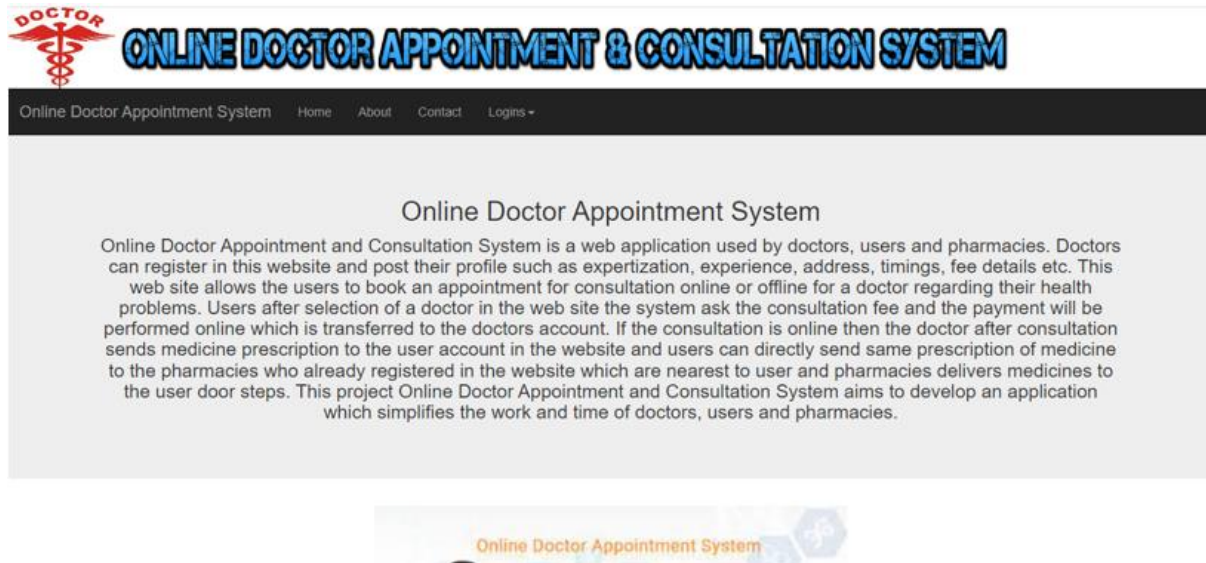 DOCTOR
ONLINE DOCTOR APPOINTMENT & CONSULTATION SYSTEM
Online Doctor Appointment System Home About Contact Logins
Online Doctor Appointment System
Online Doctor Appointment and Consultation System is a web application used by doctors, users and pharmacies. Doctors
can register in this website and post their profile such as expertization, experience, address, timings, fee details etc. This
web site allows the users to book an appointment for consultation online or offline for a doctor regarding their health
problems. Users after selection of a doctor in the web site the system ask the consultation fee and the payment will be
performed online which is transferred to the doctors account. If the consultation is online then the doctor after consultation
sends medicine prescription to the user account in the website and users can directly send same prescription of medicine
to the pharmacies who already registered in the website which are nearest to user and pharmacies delivers medicines to
the user door steps. This project Online Doctor Appointment and Consultation System aims to develop an application
which simplifies the work and time of doctors, users and pharmacies.
Online Doctor Appointment System